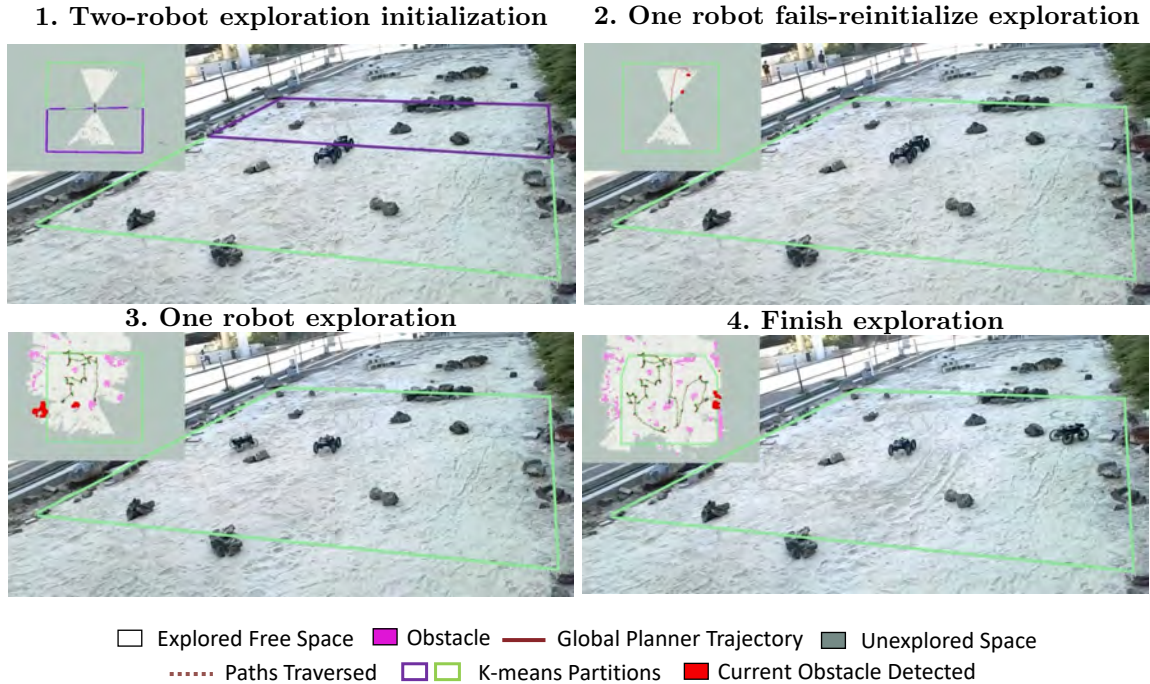 1. Two-robot exploration initialization
2. One robot fails-reinitialize exploration
3. One robot exploration
4. Finish exploration
Explored Free Space Obstacle Global Planner Trajectory Unexplored Space
Paths Traversed K-means Partitions Current Obstacle Detected